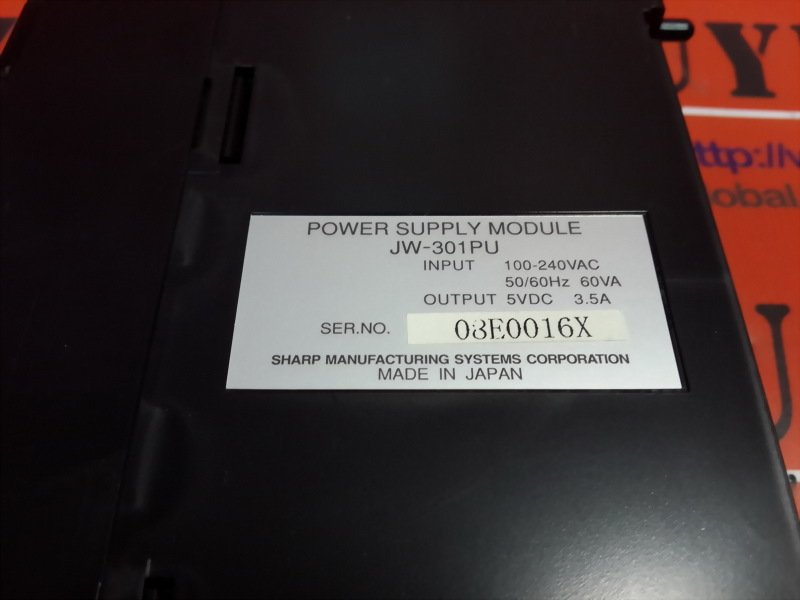 POWER SUPPLY MODULE
JW-301PU
INPUT 100-240VAC
50/60Hz 60VA
OUTPUT 5VDC 3.5A
SER.NO. 03E0016X
SHARP MANUFACTURING SYSTEMS CORPORATION
MADE IN JAPAN